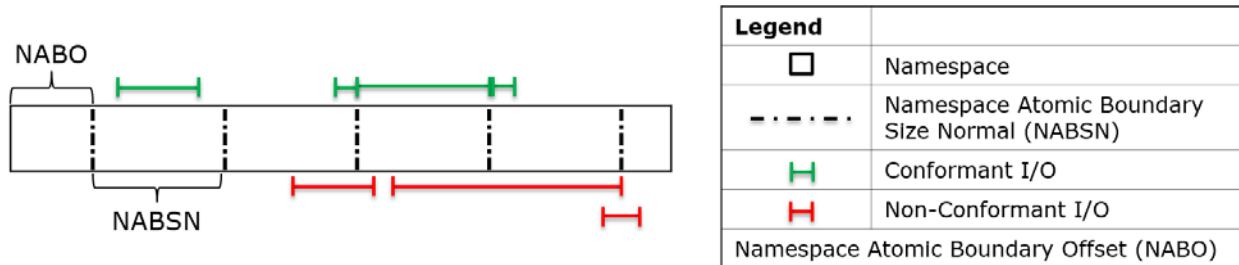 NABO
NABSN
Legend
Namespace
Namespace Atomic Boundary
Size Normal (NABSN)
Conformant I/O
Non-Conformant I/O
Namespace Atomic Boundary Offset (NABO)